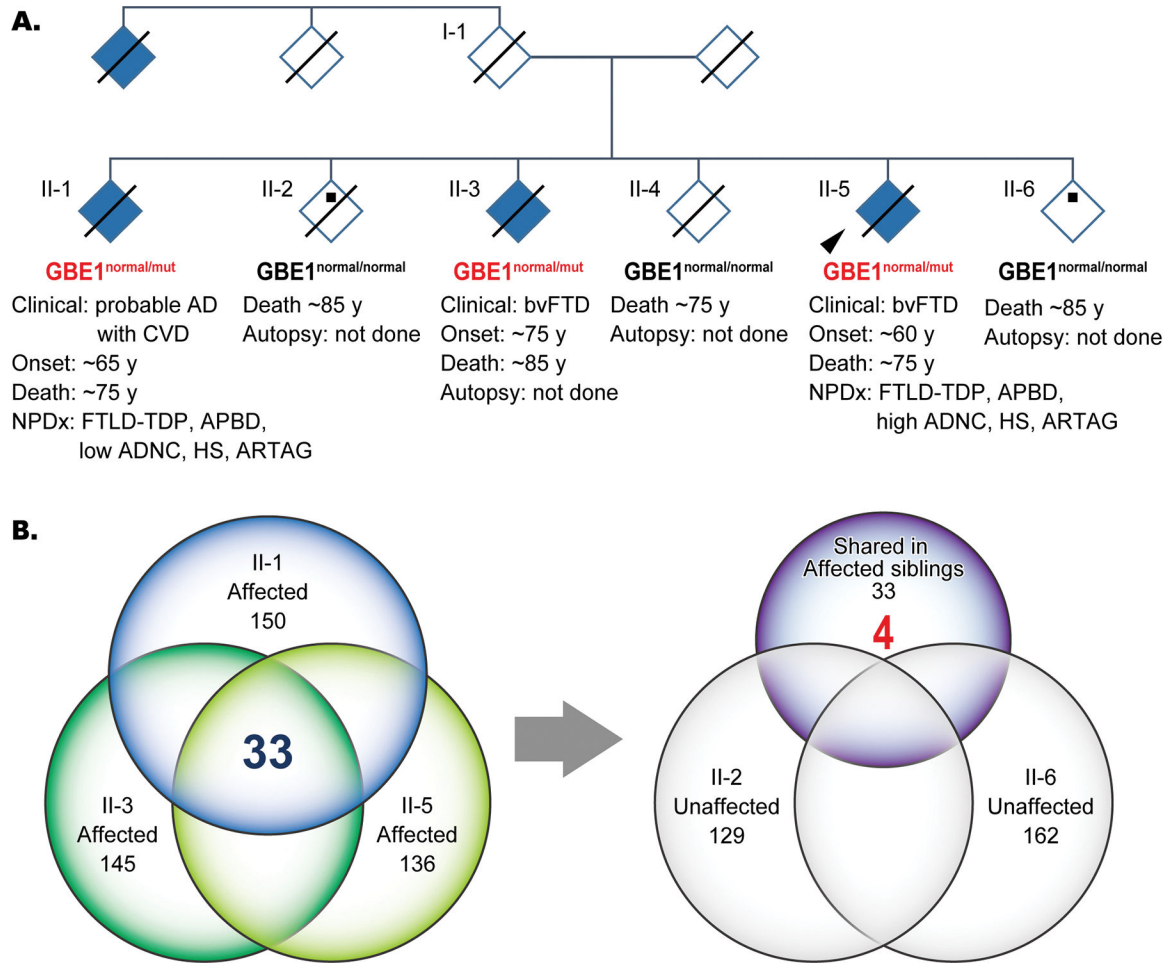 A.
I-1
II-1
II-2
II-3
II-4
II-5
II-6
GBE1normal/mut
Clinical: probable AD
with CVD
Onset: ~65 y
Death: ~75 y
NPDx: FTLD-TDP, APBD,
low ADNC, HS, ARTAG
GBE1normal/normal
Death ~85 y
Autopsy: not done
GBE1normal/mut
Clinical: bvFTD
Onset: ~75 y
Death: ~85 y
Autopsy: not done
GBE1normal/normal
Death ~75 y
Autopsy: not done
GBE1normal/mut
Clinical: bvFTD
Onset: ~60 y
Death: ~75 y
NPDx: FTLD-TDP, APBD,
high ADNC, HS, ARTAG
GBE1normal/normal
Death ~85 y
Autopsy: not done
B.
II-1
Affected
150
33
II-3
Affected
145
II-5
Affected
136
Shared in
Affected siblings
33
4
II-2
Unaffected
129
II-6
Unaffected
162